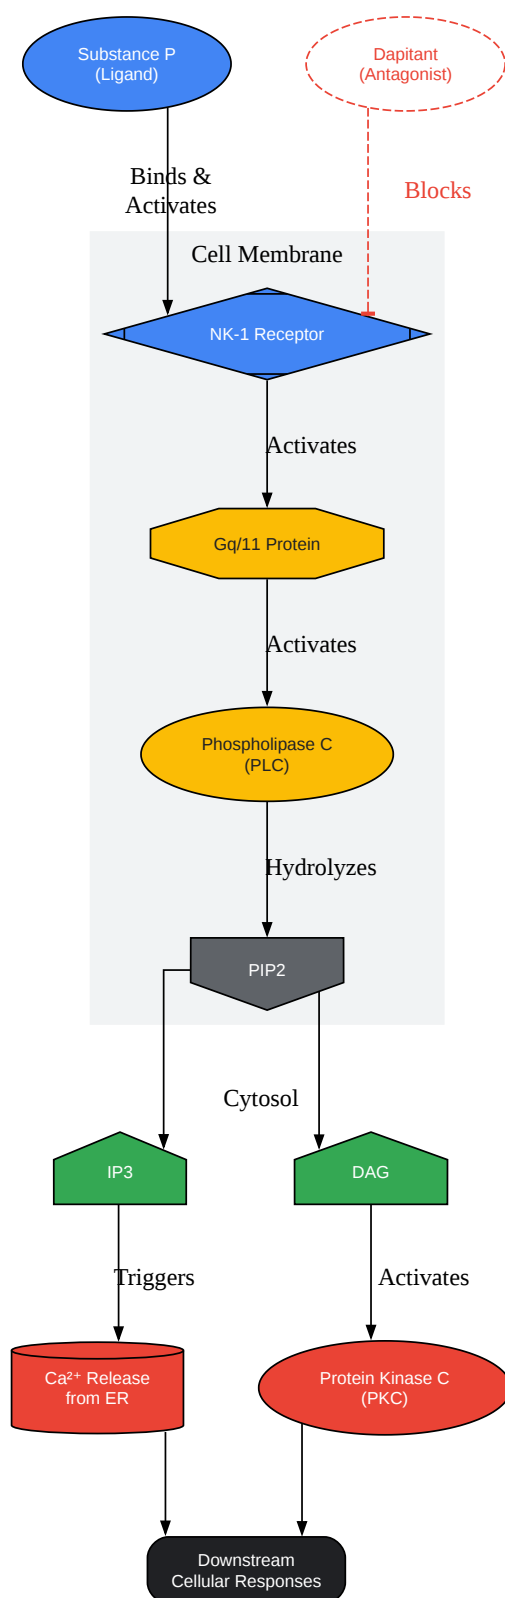 Substance P
(Ligand)
Dapitant
(Antagonist)
Binds &
Activates
Blocks
Cell Membrane
NK-1 Receptor
Activates
Gq/11 Protein
Activates
Phospholipase C
(PLC)
Hydrolyzes
PIP2
Cytosol
IP3
DAG
Triggers
Activates
Ca²⁺ Release
from ER
Protein Kinase C
(PKC)
Downstream
Cellular Responses